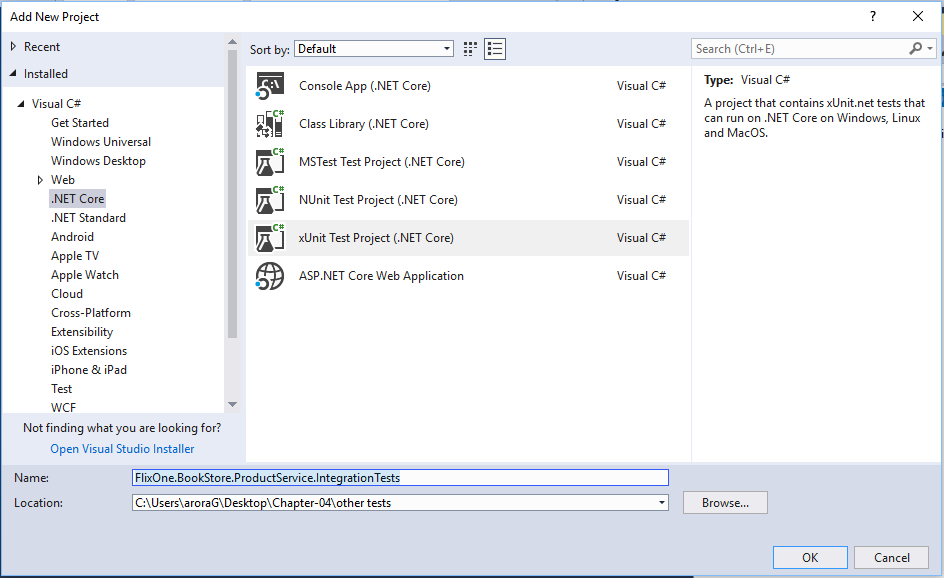 Add New Project
?
Recent
Installed
Visual C#
Get Started
Windows Universal
Windows Desktop
Web
.NET Core
.NET Standard
Android
Apple TV
Apple Watch
Cloud
Cross-Platform
Extensibility
iOS Extensions
iPhone & iPad
Test
WCF
Not finding what you are looking for?
Open Visual Studio Installer
Sort by: Default
Console App (.NET Core) Visual C#
Class Library (.NET Core) Visual C#
MSTest Test Project (.NET Core) Visual C#
NUnit Test Project (.NET Core) Visual C#
xUnit Test Project (.NET Core) Visual C#
ASP.NET Core Web Application Visual C#
Search (Ctrl+E)
Type: Visual C#
A project that contains xUnit.net tests that
can run on .NET Core on Windows, Linux
and MacOS.
Name: FlixOne.BookStore.ProductService.IntegrationTests
Location: C:\Users\aroraG\Desktop\Chapter-04\other tests
Browse...
OK
Cancel